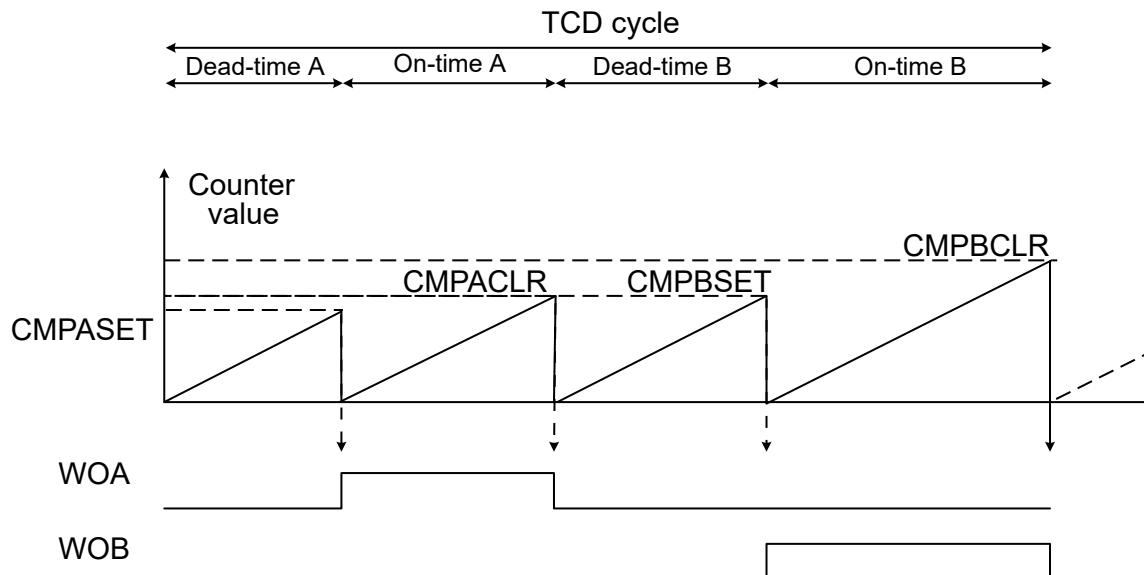 TCD cycle
Dead-time A
On-time A
Dead-time B
On-time B
Counter
value
CMPBCLR
CMPACLR
CMPBSET
CMPASET
WOA
WOB